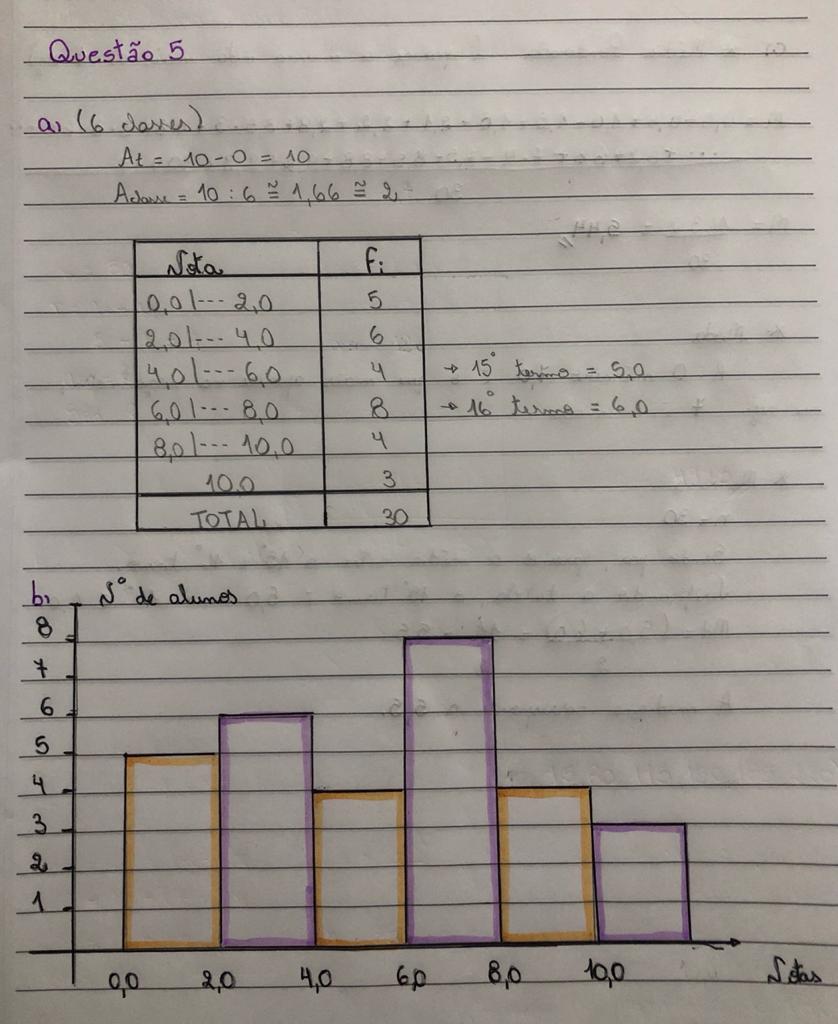 Questão 5
a) (6 classes)
At = 10-0 = 10
Aclasse = 10 : 6 ≅ 1,66 ≅ 2
Nota fi
0,0 |--- 2,0 5
2,0 |--- 4,0 6
4,0 |--- 6,0 4 → 15° termo = 5,0
6,0 |--- 8,0 8 → 16° termo = 6,0
8,0 |--- 10,0 4
10,0 3
TOTAL 30
b) N° de alunos
8
7
6
5
4
3
2
1
0,0 2,0 4,0 6,0 8,0 10,0 Notas